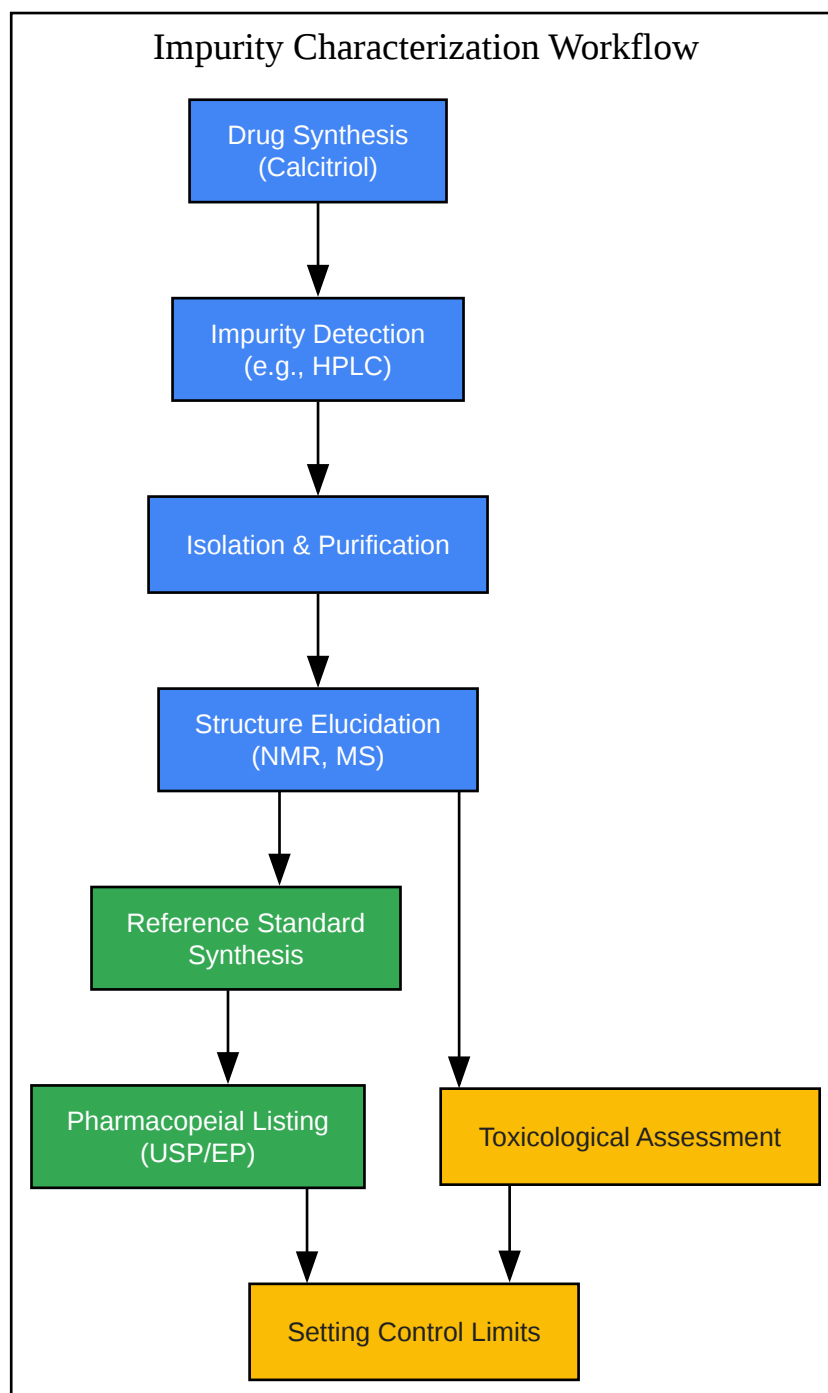 Impurity Characterization Workflow
Drug Synthesis
(Calcitriol)
Impurity Detection
(e.g., HPLC)
Isolation & Purification
Structure Elucidation
(NMR, MS)
Reference Standard
Synthesis
Pharmacopeial Listing
(USP/EP)
Toxicological Assessment
Setting Control Limits